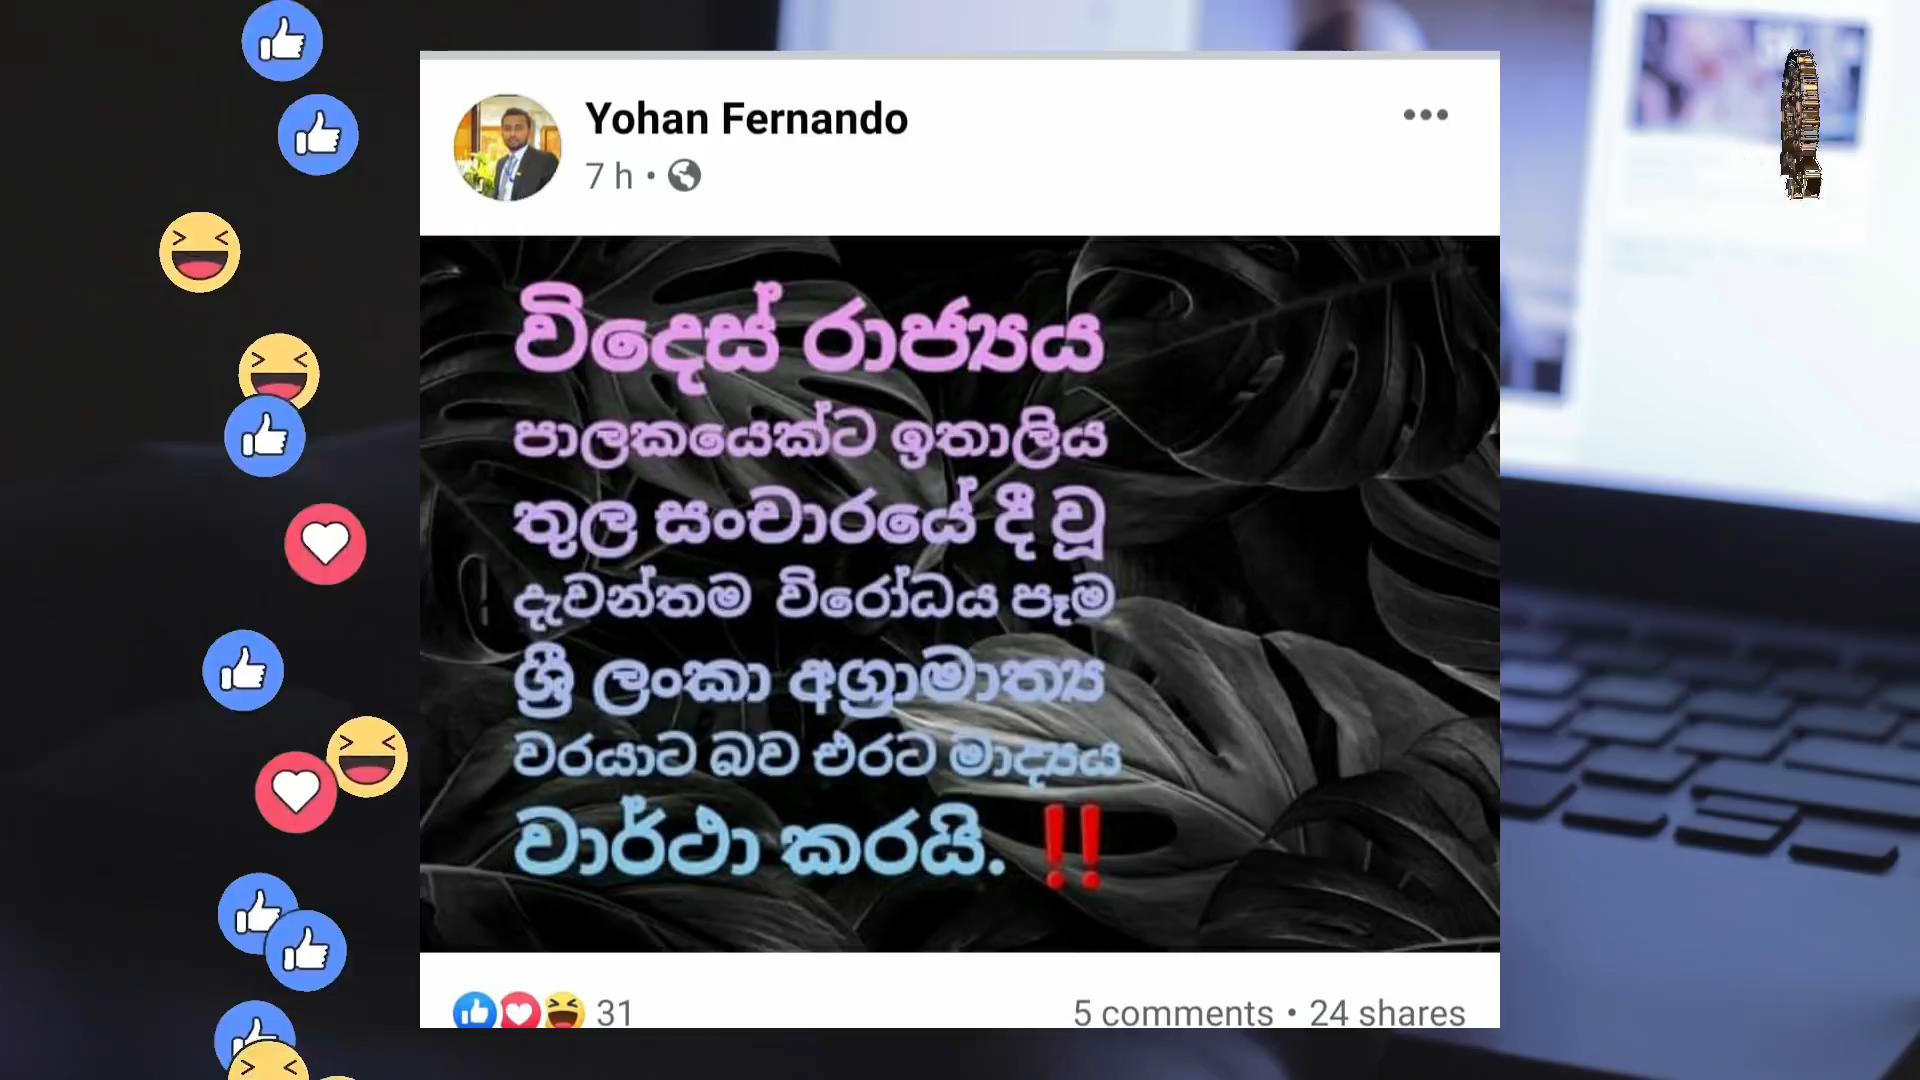 Yohan Fernando
7 h •
විදෙස් රාජ්‍යය
පාලකයෙක්ට ඉතාලිය
තුල සංචාරයේ දී වූ
දැවන්තම විරෝධය පෑම
ශ්‍රී ලංකා අග්‍රාමාත්‍ය
වරයාට බව එරට මාද්‍යය
වාර්ථා කරයි. ‼
31
5 comments • 24 shares